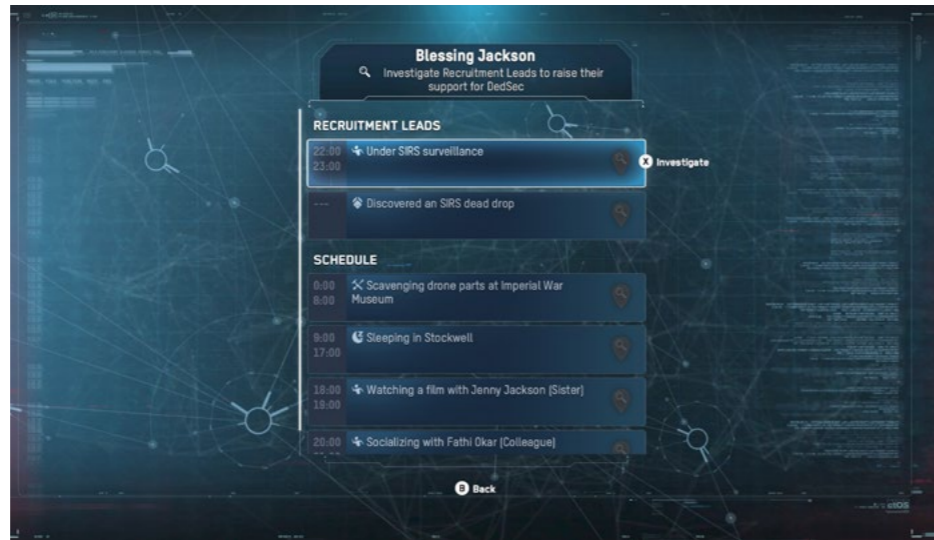 Blessing Jackson
Investigate Recruitment Leads to raise their
support for DedSec
RECRUITMENT LEADS
22:00 Under SIRS surveillance
23:00
X Investigate
--- Discovered an SIRS dead drop
SCHEDULE
0:00 Scavenging drone parts at Imperial War
8:00 Museum
9:00 Sleeping in Stockwell
17:00
18:00 Watching a film with Jenny Jackson (Sister)
19:00
20:00 Socializing with Fathi Okar (Colleague)
B Back
ctOS